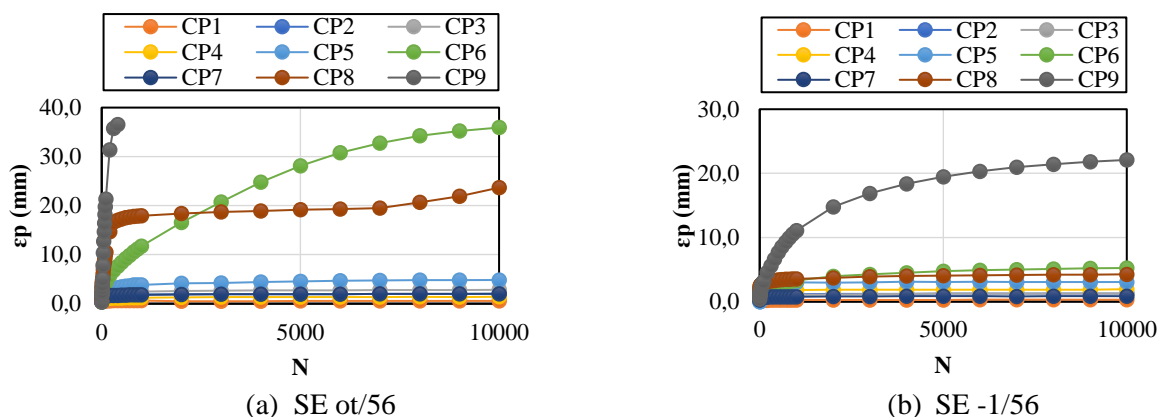 CP1 CP2 CP3
CP4 CP5 CP6
CP7 CP8 CP9
40,0
30,0
20,0
10,0
0,0
εp (mm)
0 5000 10000
N
(a) SE ot/56
CP1 CP2 CP3
CP4 CP5 CP6
CP7 CP8 CP9
30,0
20,0
10,0
0,0
εp (mm)
0 5000 10000
N
(b) SE -1/56